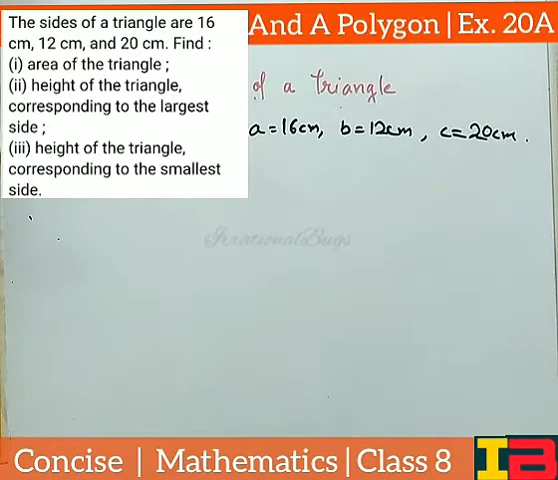 And A Polygon | Ex. 20A
The sides of a triangle are 16
cm, 12 cm, and 20 cm. Find :
(i) area of the triangle ;
(ii) height of the triangle,
corresponding to the largest
side ;
(iii) height of the triangle,
corresponding to the smallest
side.
of a triangle
a = 16cm, b = 12cm , c = 20cm .
IrrationalBugs
Concise | Mathematics | Class 8
IB